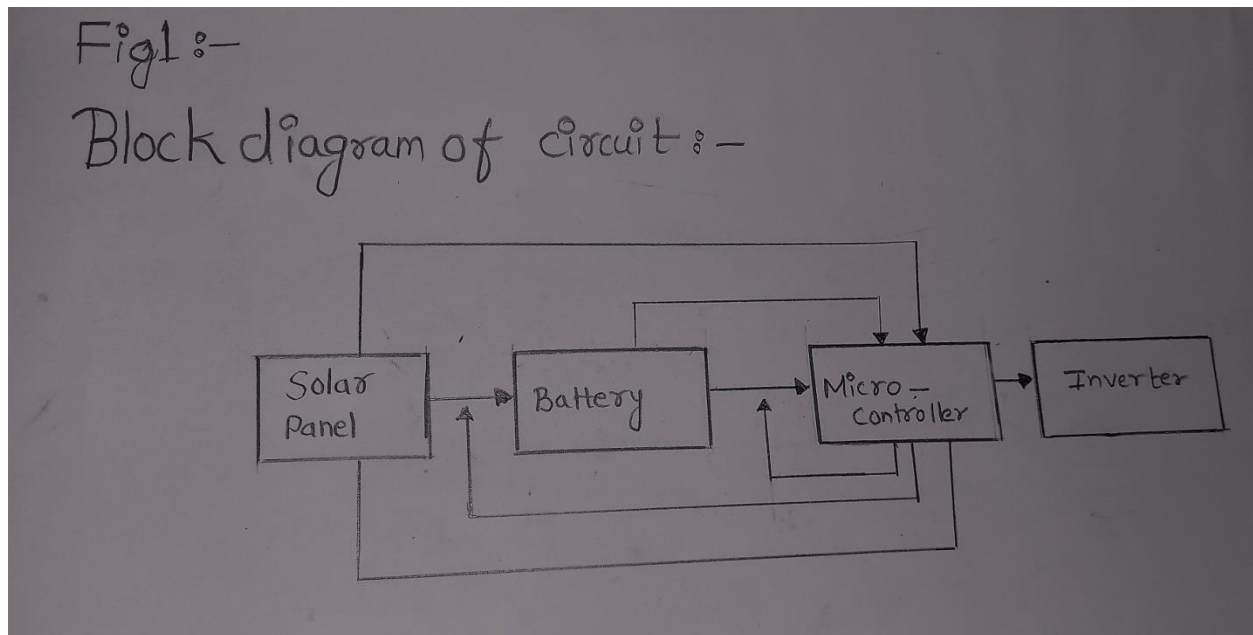 Fig1:-
Block diagram of circuit:-
Solar
Panel
Battery
Micro-
Controller
Inverter